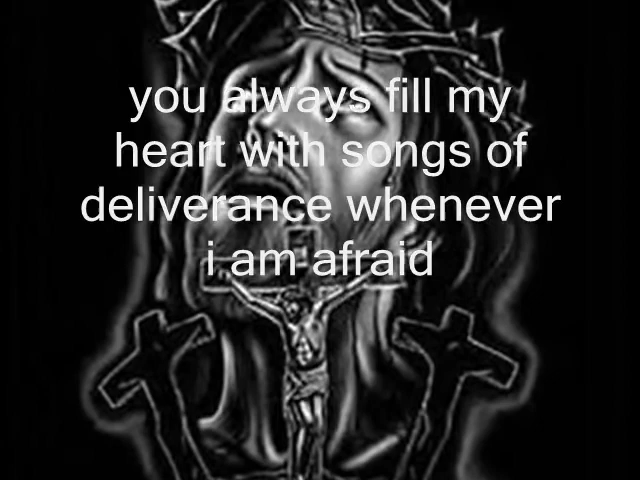 you always fill my
heart with songs of
deliverance whenever
i am afraid